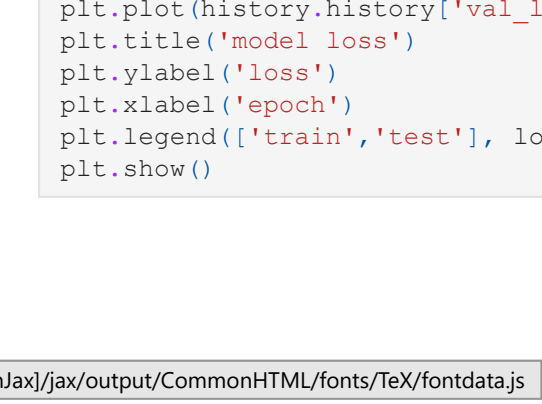 plt.plot(history.history['val_l
plt.title('model loss')
plt.ylabel('loss')
plt.xlabel('epoch')
plt.legend(['train','test'], lo
plt.show()
nJax]/jax/output/CommonHTML/fonts/TeX/fontdata.js